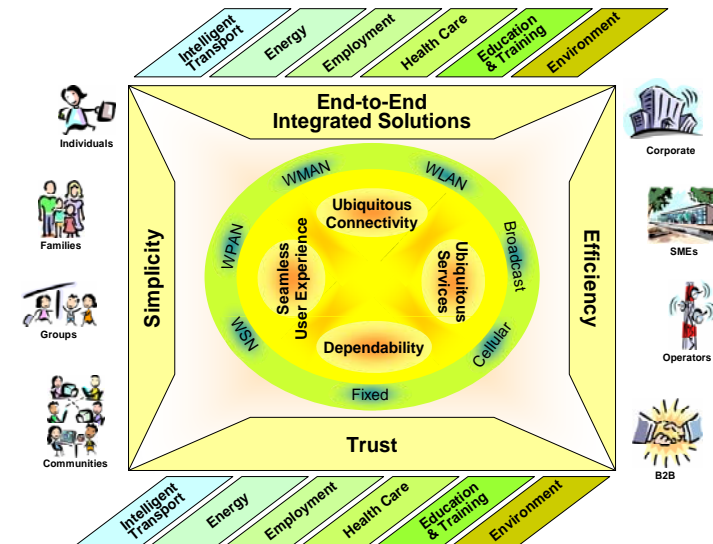 Intelligent
Transport
Energy
Employment
Health Care
Education
& Training
Environment
End-to-End
Integrated Solutions
Individuals
Families
Groups
Communities
Simplicity
WMAN
WLAN
WPAN
Broadcast
WSN
Cellular
Fixed
Ubiquitous
Connectivity
Seamless
User Experience
Ubiquitous
Services
Dependability
Efficiency
Corporate
SMEs
Operators
B2B
Trust
Intelligent
Transport
Energy
Employment
Health Care
Education
& Training
Environment